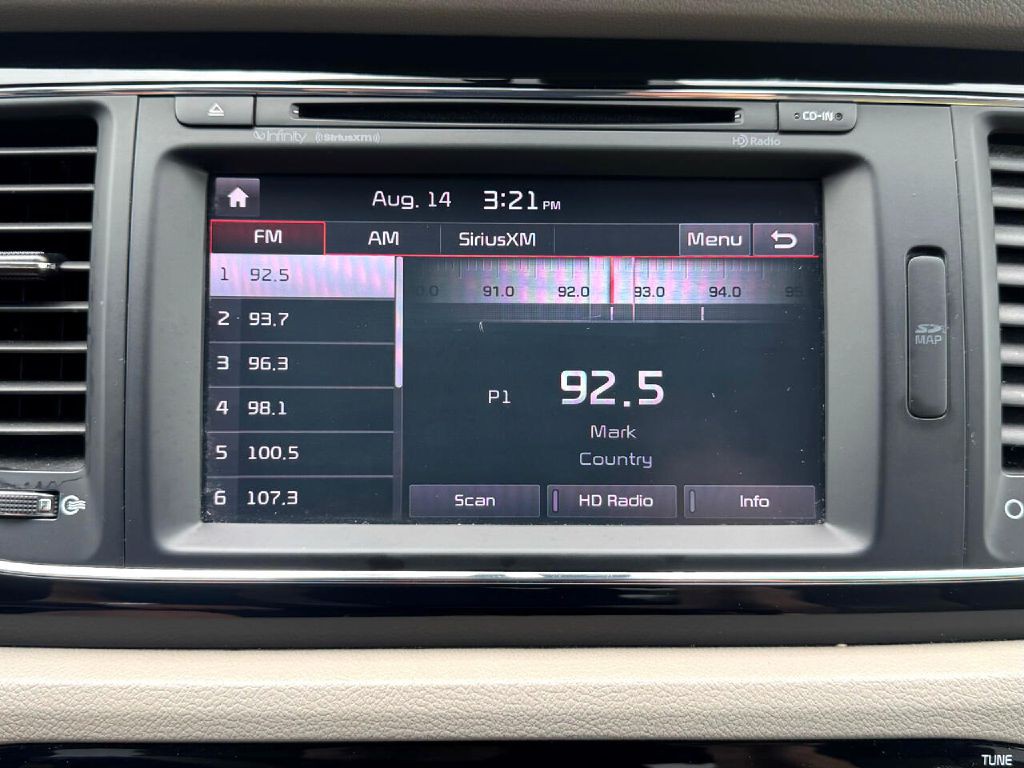 CD-IN
Infinity ((SiriusXM))
HD Radio
Aug. 14 3:21 PM
FM AM SiriusXM Menu
1 92.5
2 93.7
3 96.3
4 98.1
5 100.5
6 107.3
91.0 92.0 93.0 94.0 95
P1 92.5
Mark
Country
Scan HD Radio Info
SD
MAP
TUNE